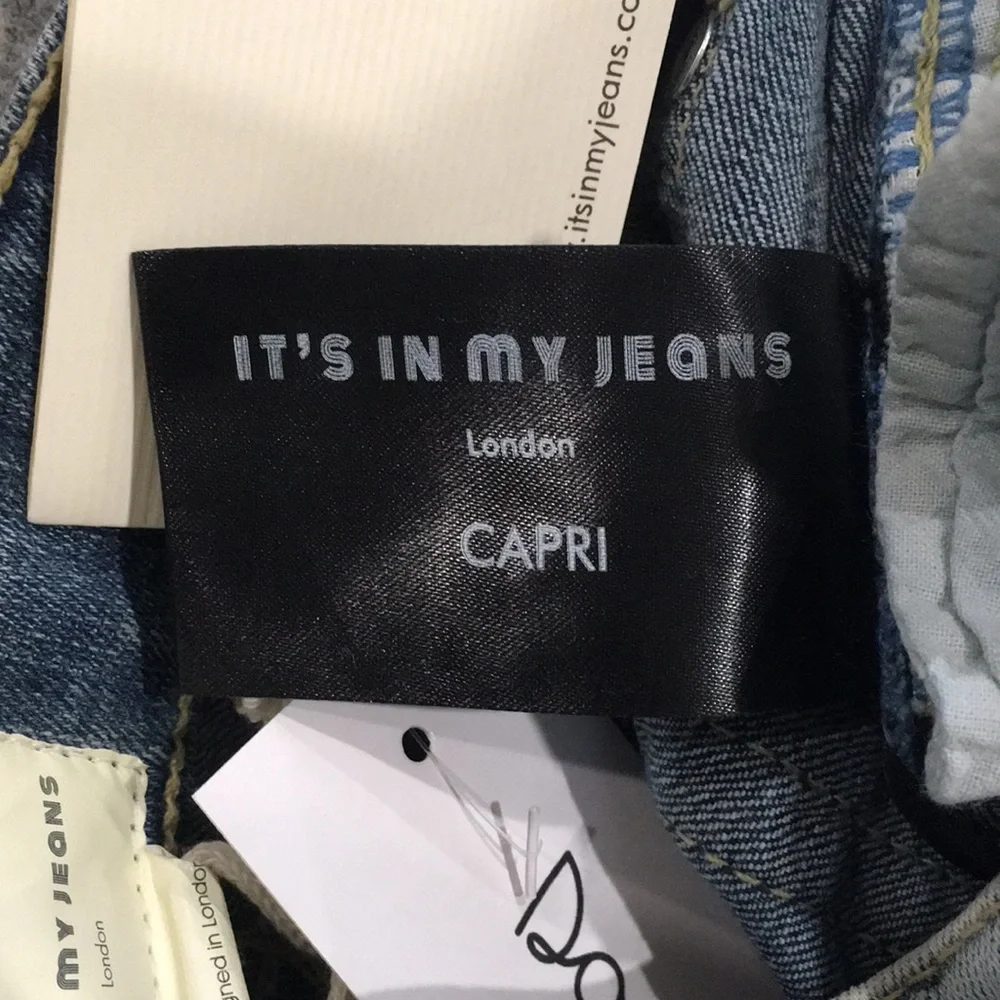 .itsinmyjeans.co
IT'S IN MY JEANS
London
CAPRI
MY JEANS
London
gned in London